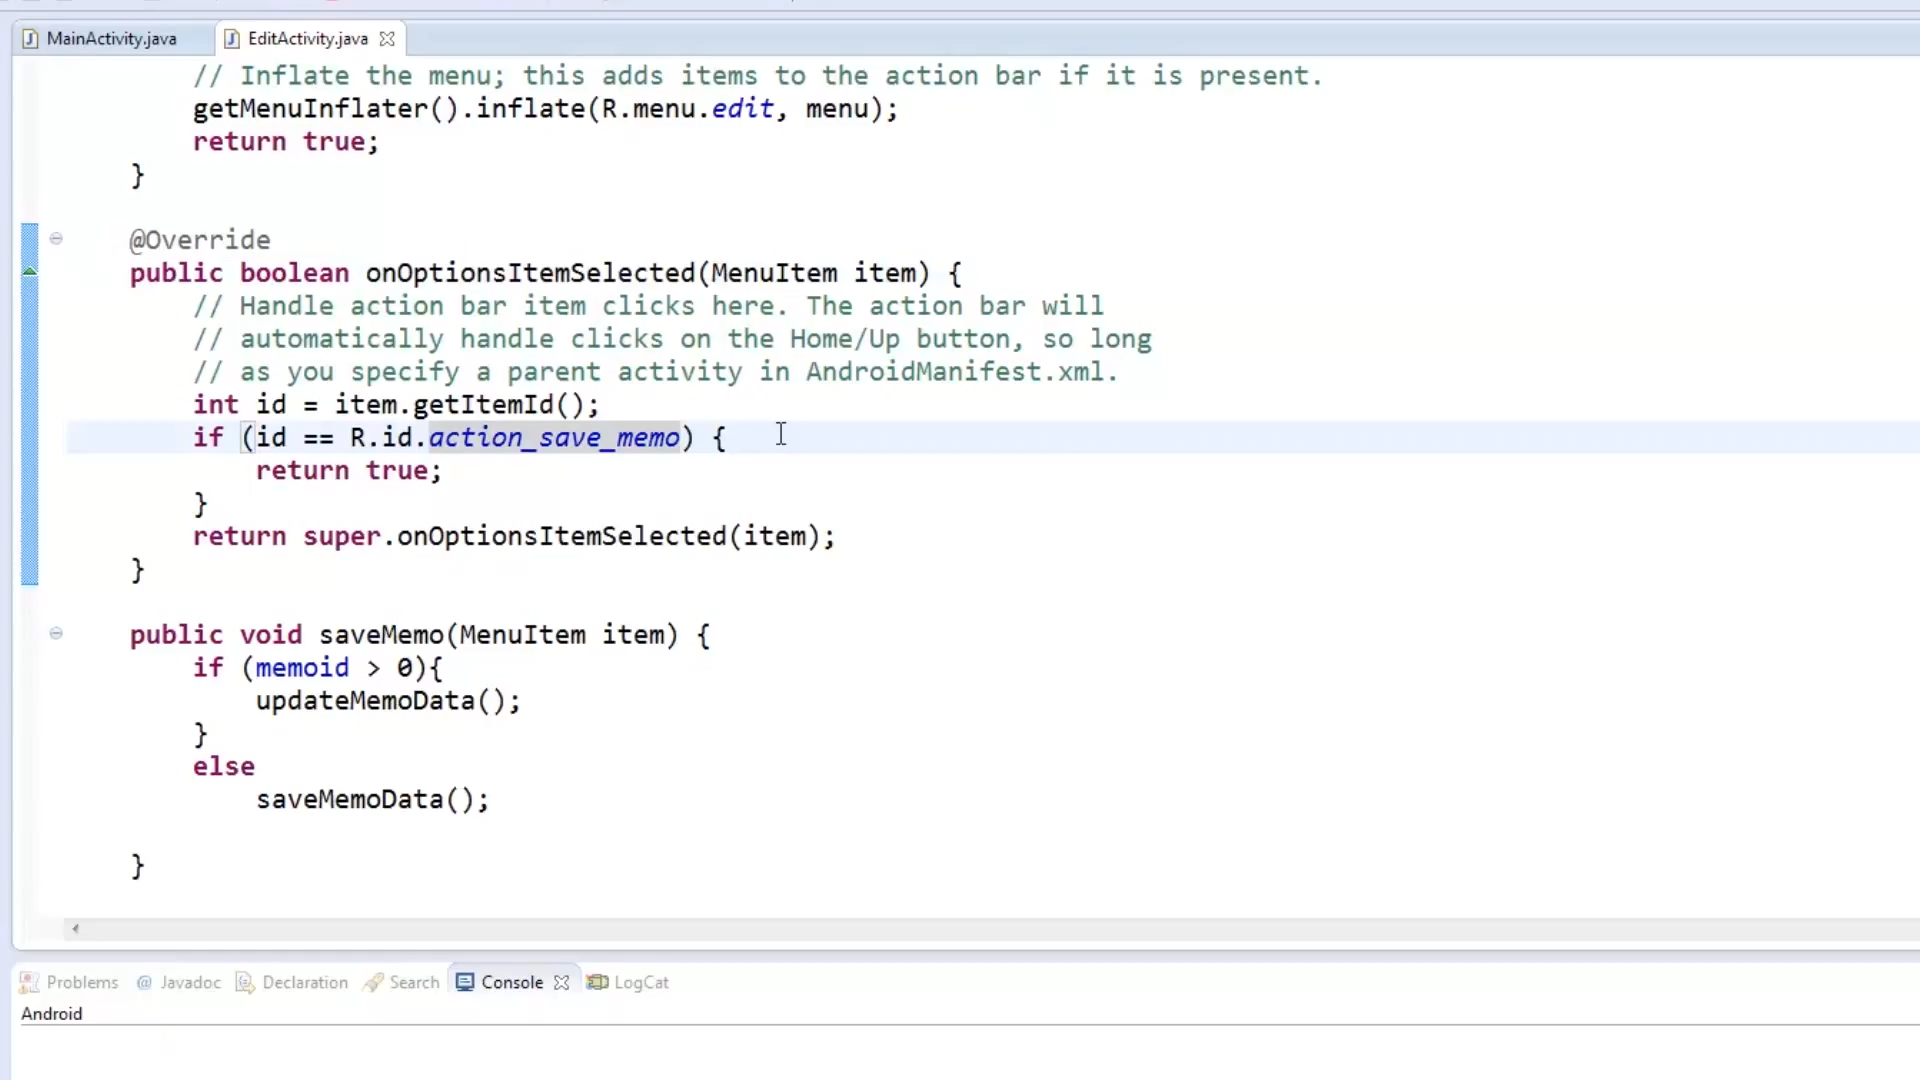 MainActivity.java
EditActivity.java
// Inflate the menu; this adds items to the action bar if it is present.
getMenuInflater().inflate(R.menu.edit, menu);
return true;
}
@Override
public boolean onOptionsItemSelected(MenuItem item) {
// Handle action bar item clicks here. The action bar will
// automatically handle clicks on the Home/Up button, so long
// as you specify a parent activity in AndroidManifest.xml.
int id = item.getItemId();
if (id == R.id.action_save_memo) {
return true;
}
return super.onOptionsItemSelected(item);
}
public void saveMemo(MenuItem item) {
if (memoid > 0){
updateMemoData();
}
else
saveMemoData();
}
Problems @ Javadoc Declaration Search Console LogCat
Android